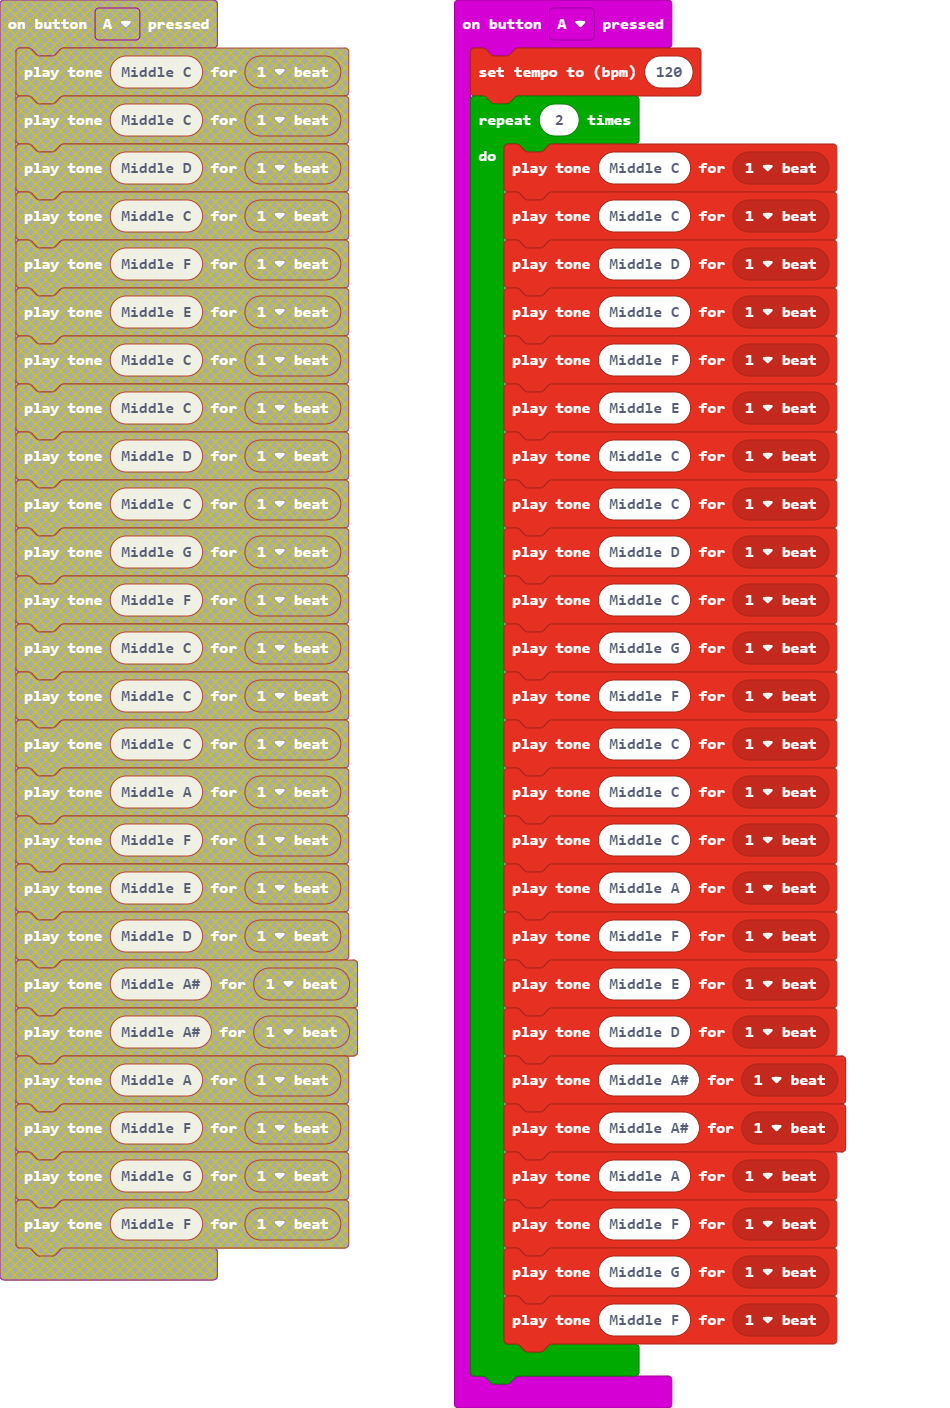 on button A pressed
play tone Middle C for 1 beat
play tone Middle C for 1 beat
play tone Middle D for 1 beat
play tone Middle C for 1 beat
play tone Middle F for 1 beat
play tone Middle E for 1 beat
play tone Middle C for 1 beat
play tone Middle C for 1 beat
play tone Middle D for 1 beat
play tone Middle C for 1 beat
play tone Middle G for 1 beat
play tone Middle F for 1 beat
play tone Middle C for 1 beat
play tone Middle C for 1 beat
play tone Middle C for 1 beat
play tone Middle A for 1 beat
play tone Middle F for 1 beat
play tone Middle E for 1 beat
play tone Middle D for 1 beat
play tone Middle A# for 1 beat
play tone Middle A# for 1 beat
play tone Middle A for 1 beat
play tone Middle F for 1 beat
play tone Middle G for 1 beat
play tone Middle F for 1 beat
on button A pressed
set tempo to (bpm) 120
repeat 2 times
do play tone Middle C for 1 beat
play tone Middle C for 1 beat
play tone Middle D for 1 beat
play tone Middle C for 1 beat
play tone Middle F for 1 beat
play tone Middle E for 1 beat
play tone Middle C for 1 beat
play tone Middle C for 1 beat
play tone Middle D for 1 beat
play tone Middle C for 1 beat
play tone Middle G for 1 beat
play tone Middle F for 1 beat
play tone Middle C for 1 beat
play tone Middle C for 1 beat
play tone Middle C for 1 beat
play tone Middle A for 1 beat
play tone Middle F for 1 beat
play tone Middle E for 1 beat
play tone Middle D for 1 beat
play tone Middle A# for 1 beat
play tone Middle A# for 1 beat
play tone Middle A for 1 beat
play tone Middle F for 1 beat
play tone Middle G for 1 beat
play tone Middle F for 1 beat